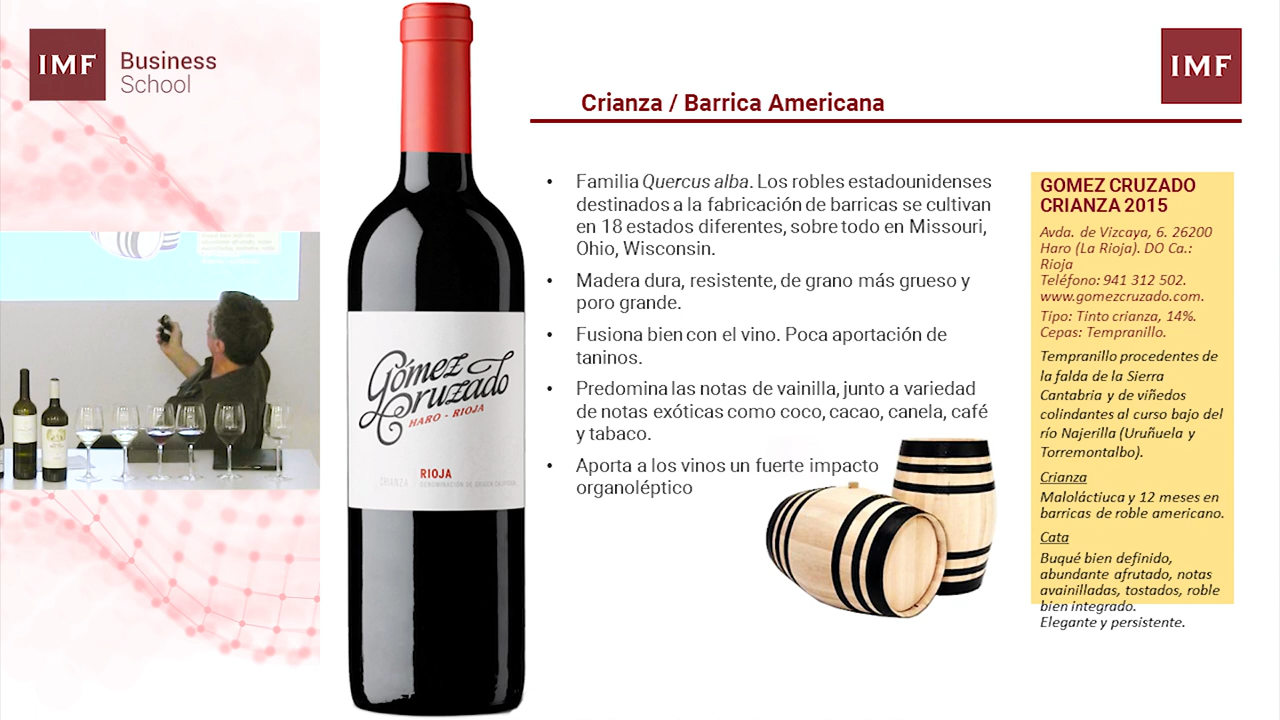 IMF Business
School
IMF
Crianza / Barrica Americana
• Familia Quercus alba. Los robles estadounidenses
destinados a la fabricación de barricas se cultivan
en 18 estados diferentes, sobre todo en Missouri,
Ohio, Wisconsin.
• Madera dura, resistente, de grano más grueso y
poro grande.
• Fusiona bien con el vino. Poca aportación de
taninos.
• Predomina las notas de vainilla, junto a variedad
de notas exóticas como coco, cacao, canela, café
y tabaco.
• Aporta a los vinos un fuerte impacto
organoléptico
Gómez
Cruzado
HARO - RIOJA
RIOJA
CRIANZA DENOMINACIÓN DE ORIGEN CALIFICADA
GOMEZ CRUZADO
CRIANZA 2015
Avda. de Vizcaya, 6. 26200
Haro (La Rioja). DO Ca.:
Rioja
Teléfono: 941 312 502.
www.gomezcruzado.com.
Tipo: Tinto crianza, 14%.
Cepas: Tempranillo.
Tempranillo procedentes de
la falda de la Sierra
Cantabria y de viñedos
colindantes al curso bajo del
río Najerilla (Uruñuela y
Torremontalbo).
Crianza
Maloláctiuca y 12 meses en
barricas de roble americano.
Cata
Buqué bien definido,
abundante afrutado, notas
avainilladas, tostados, roble
bien integrado.
Elegante y persistente.